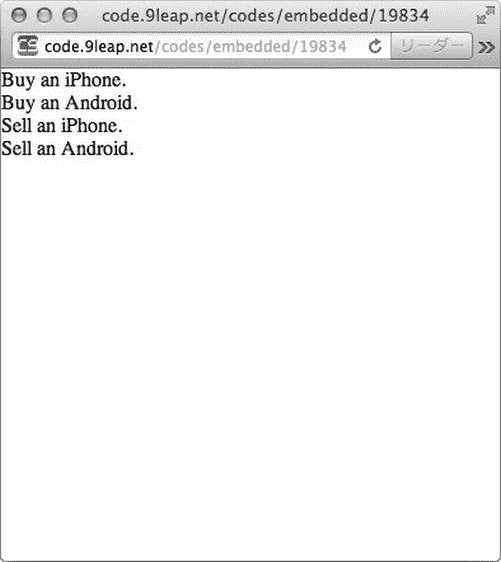 code.9leap.net/codes/embedded/19834
code.9leap.net/codes/embedded/19834 リーダー »
Buy an iPhone.
Buy an Android.
Sell an iPhone.
Sell an Android.